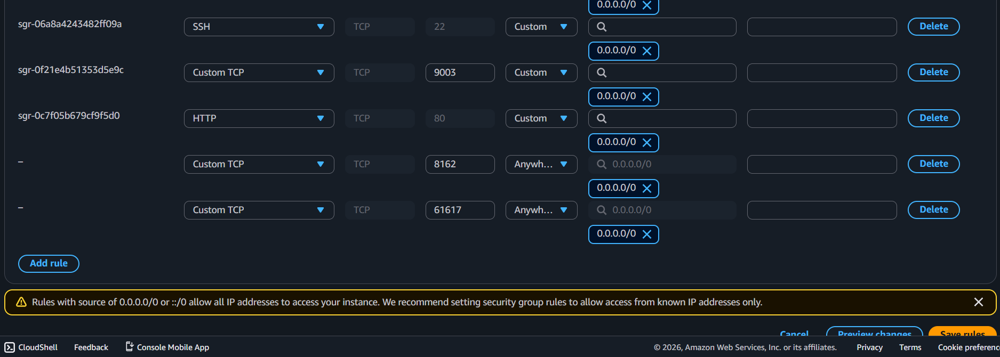 0.0.0.0/0
sgr-06a8a4243482ff09a SSH TCP 22 Custom Delete
0.0.0.0/0
sgr-0f21e4b51353d5e9c Custom TCP TCP 9003 Custom Delete
0.0.0.0/0
sgr-0c7f05b679cf9f5d0 HTTP TCP 80 Custom Delete
0.0.0.0/0
– Custom TCP TCP 8162 Anywh... 0.0.0.0/0 Delete
0.0.0.0/0
– Custom TCP TCP 61617 Anywh... 0.0.0.0/0 Delete
0.0.0.0/0
Add rule
Rules with source of 0.0.0.0/0 or ::/0 allow all IP addresses to access your instance. We recommend setting security group rules to allow access from known IP addresses only.
Cancel Preview changes Save rules
CloudShell Feedback Console Mobile App © 2026, Amazon Web Services, Inc. or its affiliates. Privacy Terms Cookie preferenc